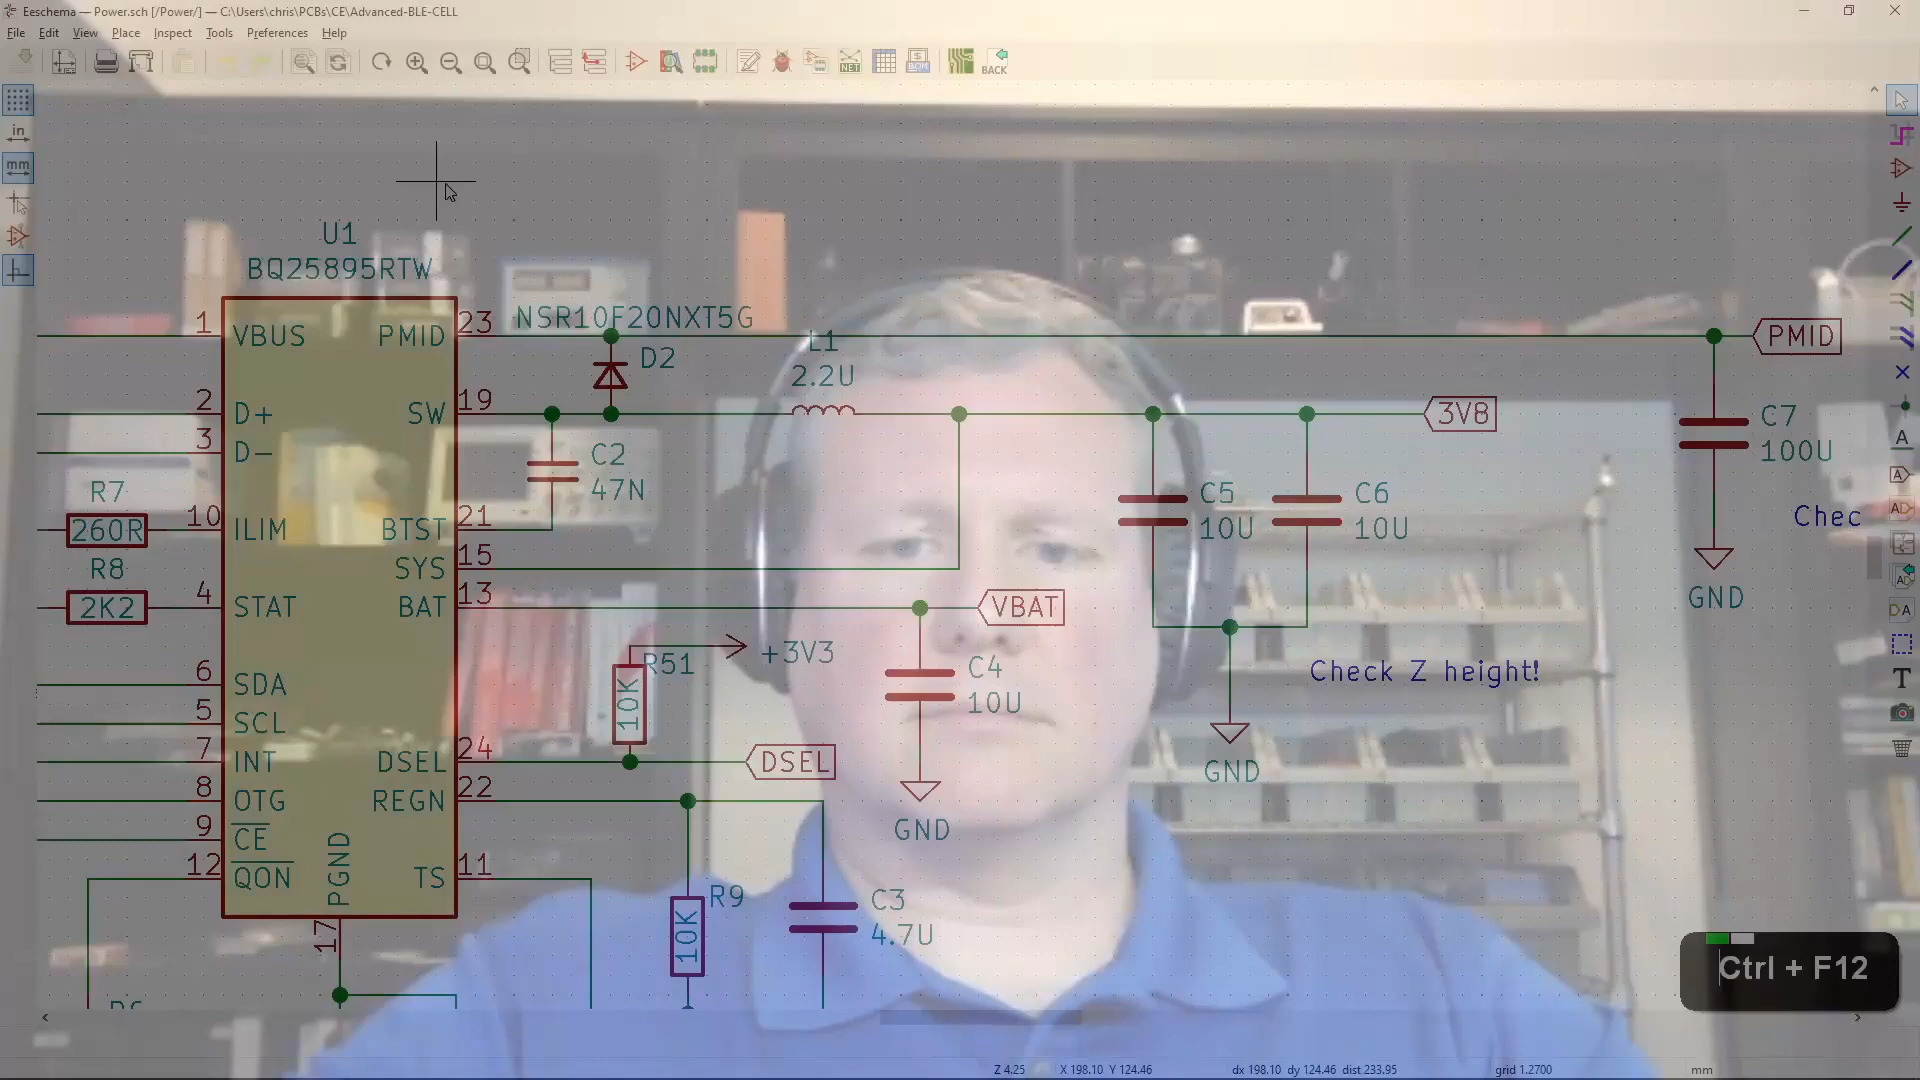 Eeschema — Power.sch [/Power/] — C:\Users\chris\PCBs\CE\Advanced-BLE-CELL
File Edit View Place Inspect Tools Preferences Help
NET
BOM
BACK
in
mm
U1
BQ25895RTW
1 VBUS
PMID 23
NSR10F20NXT5G
D2
L1
2.2U
PMID
2 D+
SW 19
3V8
3 D-
C2
47N
C7
100U
R7
260R
10 ILIM
BTST 21
C5
10U
C6
10U
Chec
SYS 15
R8
2K2
4 STAT
BAT 13
VBAT
GND
+3V3
R51
10K
C4
10U
Check Z height!
6 SDA
5 SCL
7 INT
DSEL 24
DSEL
GND
8 OTG
REGN 22
GND
9 CE
12 QON
PGND
17
TS 11
R9
10K
C3
4.7U
Ctrl + F12
Z 4.25 X 198.10 Y 124.46 dx 198.10 dy 124.46 dist 233.95 grid 1.2700 mm